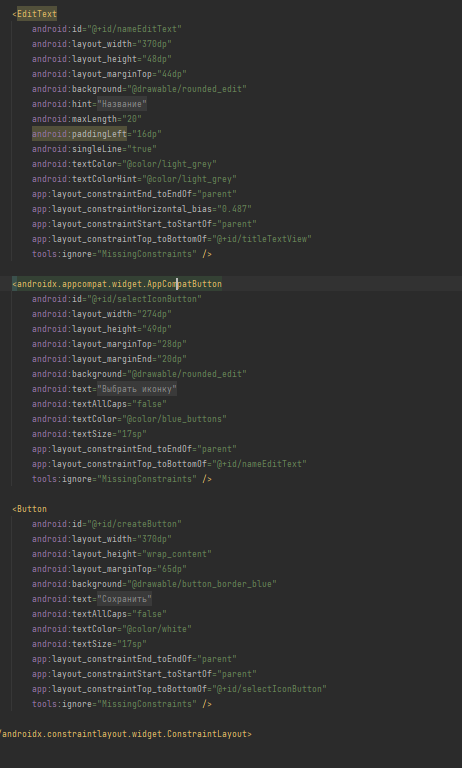 <EditText
android:id="@+id/nameEditText"
android:layout_width="370dp"
android:layout_height="48dp"
android:layout_marginTop="44dp"
android:background="@drawable/rounded_edit"
android:hint="Название"
android:maxLength="20"
android:paddingLeft="16dp"
android:singleLine="true"
android:textColor="@color/light_grey"
android:textColorHint="@color/light_grey"
app:layout_constraintEnd_toEndOf="parent"
app:layout_constraintHorizontal_bias="0.487"
app:layout_constraintStart_toStartOf="parent"
app:layout_constraintTop_toBottomOf="@+id/titleTextView"
tools:ignore="MissingConstraints" />
<androidx.appcompat.widget.AppCompatButton
android:id="@+id/selectIconButton"
android:layout_width="274dp"
android:layout_height="49dp"
android:layout_marginTop="28dp"
android:layout_marginEnd="20dp"
android:background="@drawable/rounded_edit"
android:text="Выбрать иконку"
android:textAllCaps="false"
android:textColor="@color/blue_buttons"
android:textSize="17sp"
app:layout_constraintEnd_toEndOf="parent"
app:layout_constraintTop_toBottomOf="@+id/nameEditText"
tools:ignore="MissingConstraints" />
<Button
android:id="@+id/createButton"
android:layout_width="370dp"
android:layout_height="wrap_content"
android:layout_marginTop="65dp"
android:background="@drawable/button_border_blue"
android:text="Сохранить"
android:textAllCaps="false"
android:textColor="@color/white"
android:textSize="17sp"
app:layout_constraintEnd_toEndOf="parent"
app:layout_constraintStart_toStartOf="parent"
app:layout_constraintTop_toBottomOf="@+id/selectIconButton"
tools:ignore="MissingConstraints" />
/androidx.constraintlayout.widget.ConstraintLayout>